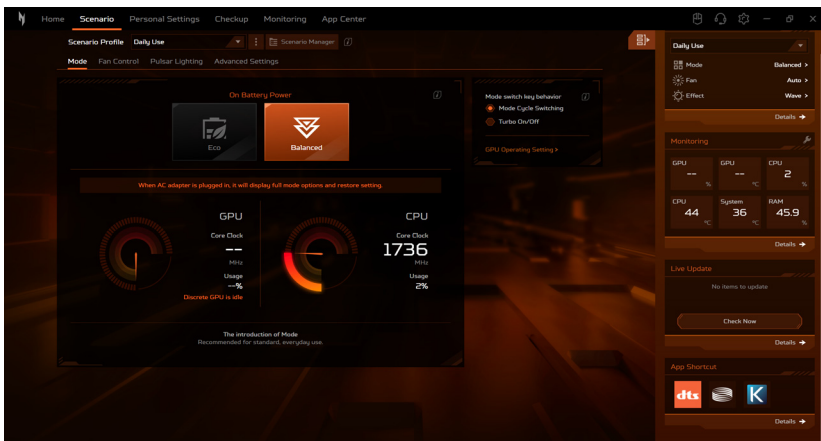 Home Scenario Personal Settings Checkup Monitoring App Center
Scenario Profile Daily Use Scenario Manager
Mode Fan Control Pulsar Lighting Advanced Settings
On Battery Power
Eco
Balanced
When AC adapter is plugged in, it will display full mode options and restore setting.
GPU
Core Clock
--
MHz
Usage
--%
Discrete GPU is idle
CPU
Core Clock
1736
MHz
Usage
2%
The introduction of Mode
Recommended for standard, everyday use.
Mode switch key behavior
Mode Cycle Switching
Turbo On/Off
GPU Operating Setting
Daily Use
Mode Balanced >
Fan Auto >
Effect Wave >
Details →
Monitoring
GPU
--
%
GPU
--
°C
CPU
2
%
CPU
44
°C
System
36
°C
RAM
45.9
%
Details →
Live Update
No items to update
Check Now
Details →
App Shortcut
dts
K
Details →